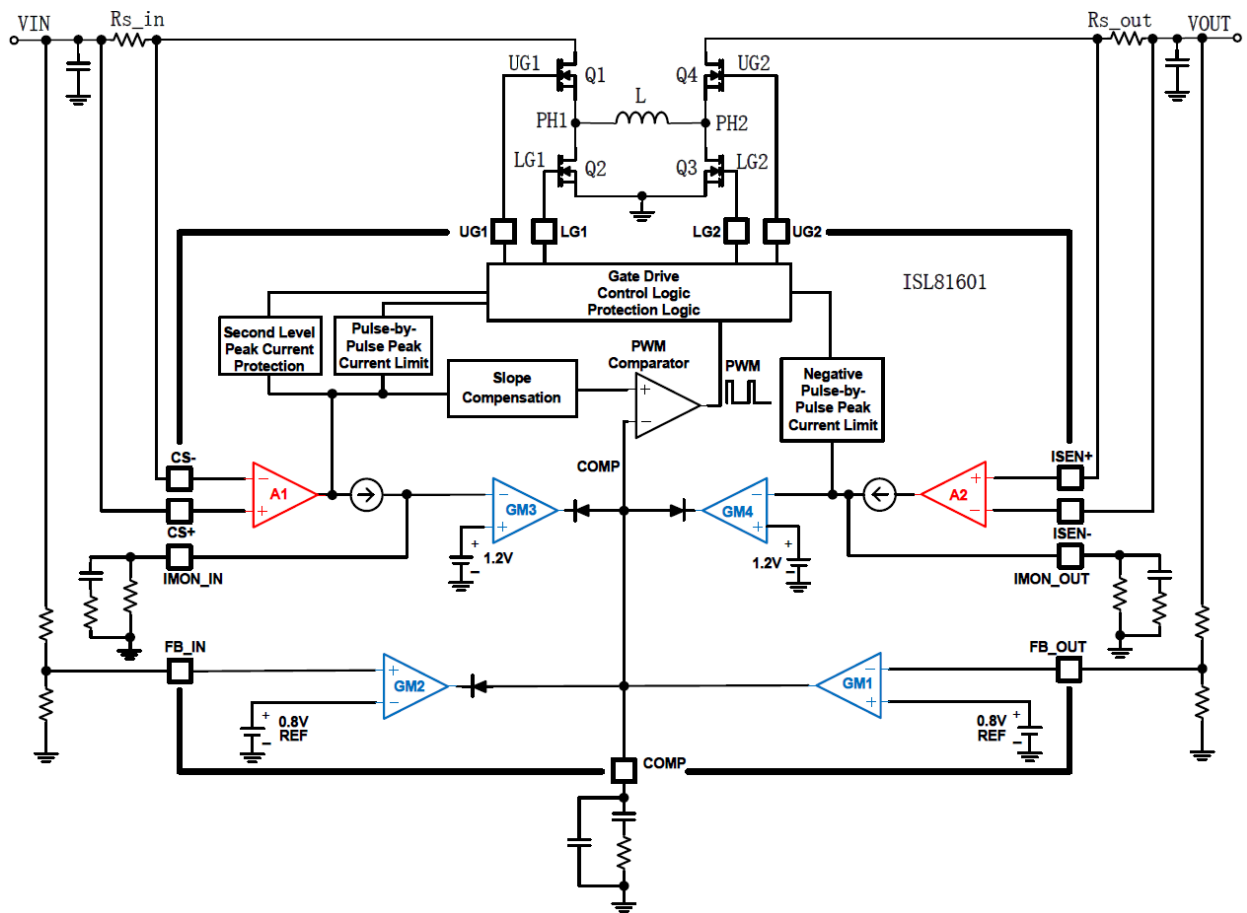 VIN
Rs_in
Rs_out
VOUT
UG1
Q1
Q4
UG2
L
PH1
PH2
LG1
Q2
Q3
LG2
UG1
LG1
LG2
UG2
Gate Drive
Control Logic
Protection Logic
ISL81601
Second Level
Peak Current
Protection
Pulse-by-
Pulse Peak
Current Limit
Slope
Compensation
PWM
Comparator
+
−
PWM
Negative
Pulse-by-
Pulse Peak
Current Limit
COMP
CS-
−
A1
+
CS+
IMON_IN
−
GM3
+
+
1.2V
−
−
GM4
+
+
1.2V
−
ISEN+
+
A2
−
ISEN-
IMON_OUT
FB_IN
+
GM2
−
+
0.8V
REF
−
FB_OUT
−
GM1
+
+
0.8V
REF
−
COMP